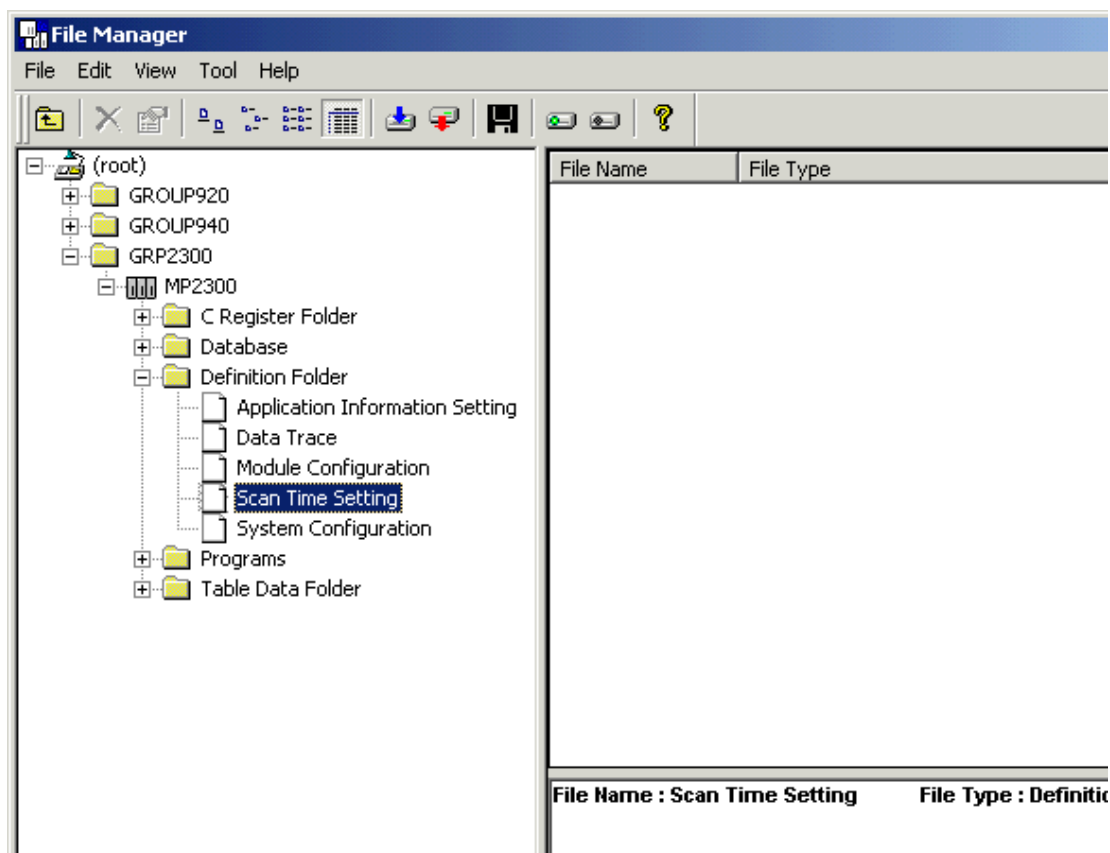 File Manager
File Edit View Tool Help
(root)
GROUP920
GROUP940
GRP2300
MP2300
C Register Folder
Database
Definition Folder
Application Information Setting
Data Trace
Module Configuration
Scan Time Setting
System Configuration
Programs
Table Data Folder
File Name File Type
File Name : Scan Time Setting File Type : Definitio